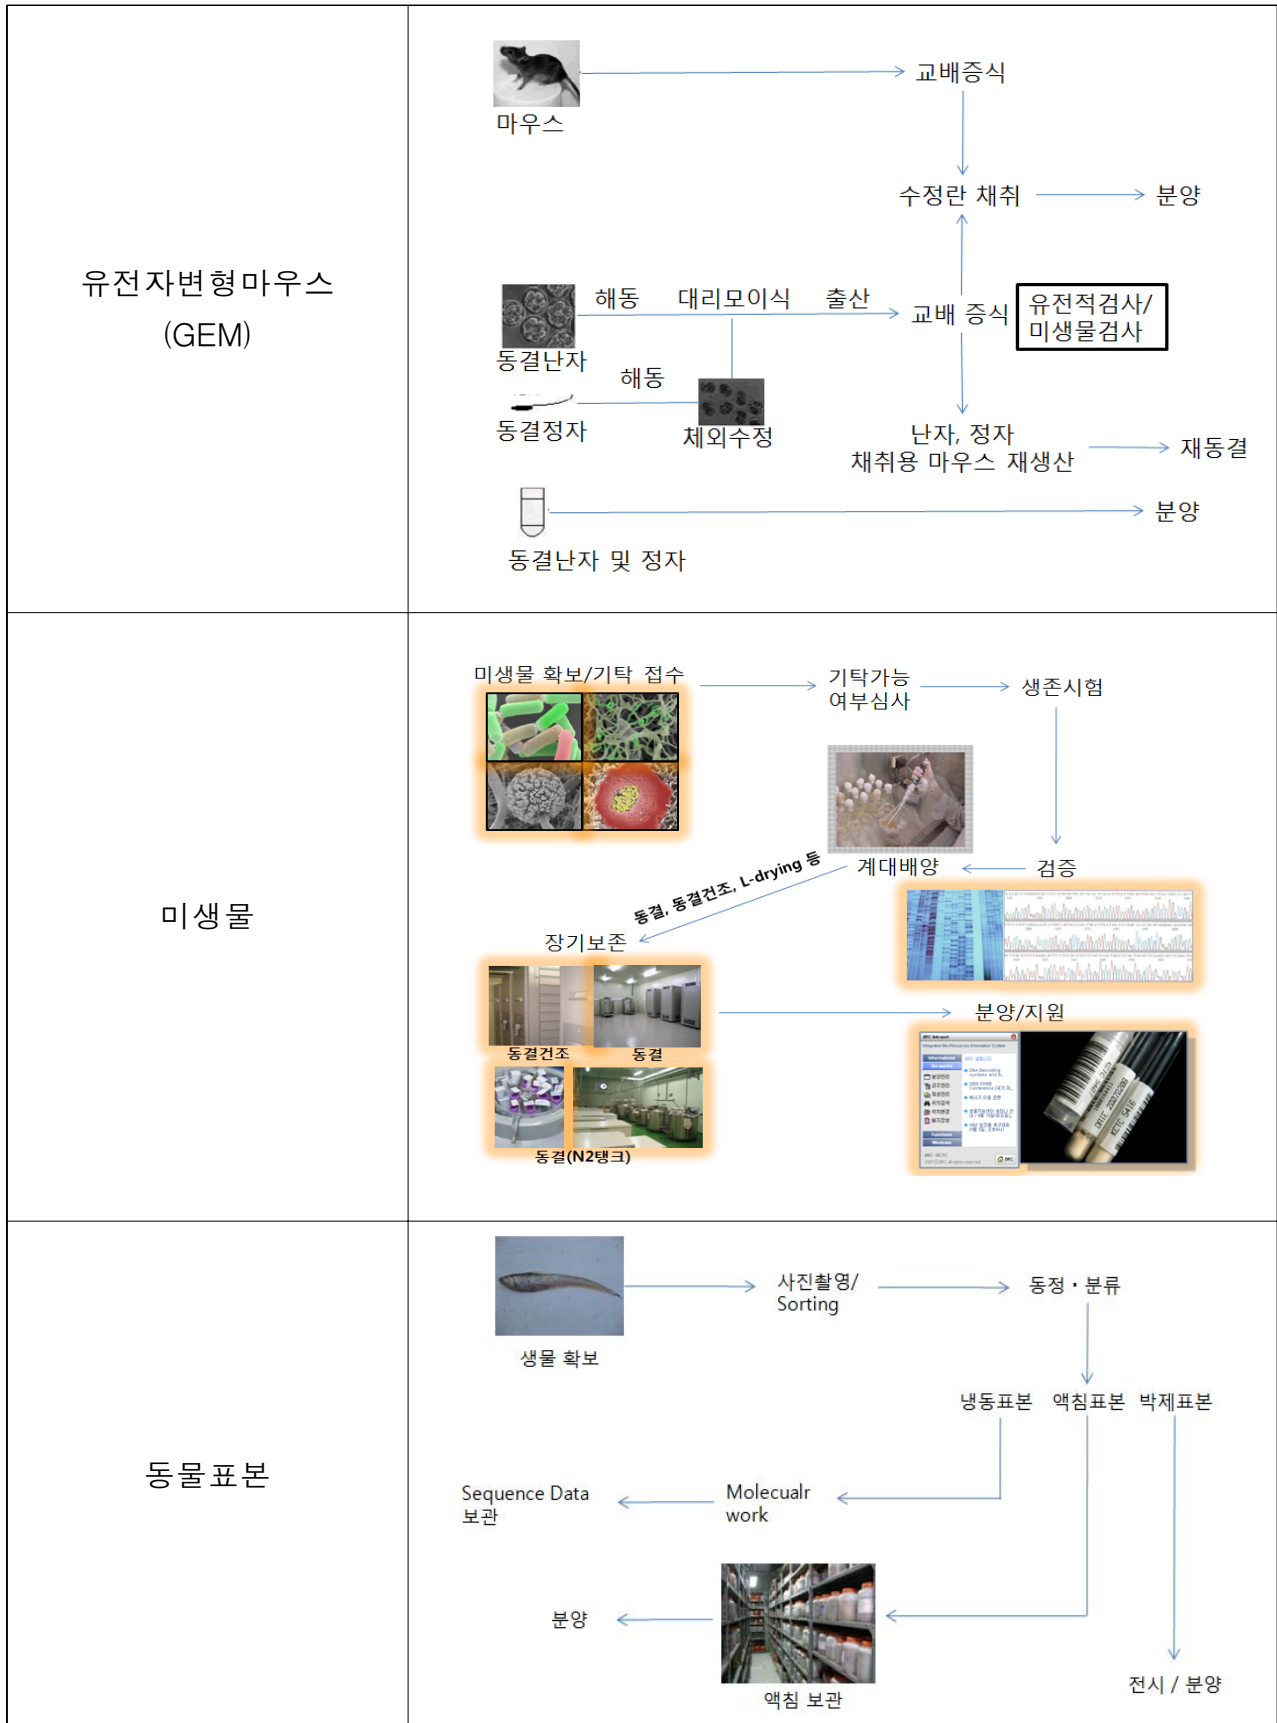 유전자변형마우스
(GEM)
마우스
교배증식
수정란 채취
분양
해동
대리모이식
출산
교배 증식
유전적검사/
미생물검사
동결난자
해동
동결정자
체외수정
난자, 정자
채취용 마우스 재생산
재동결
분양
동결난자 및 정자
미생물
미생물 확보/기탁 접수
기탁가능
여부심사
생존시험
계대배양
검증
동결, 동결건조, L-drying 등
장기보존
동결건조
동결
동결(N2탱크)
분양/지원
BRC Intranet
Informations
Bio works
Functions
Windows
KCTC 5416
동물표본
생물 확보
사진촬영/
Sorting
동정・분류
냉동표본 액침표본 박제표본
Sequence Data
보관
Molecualr
work
분양
액침 보관
전시 / 분양